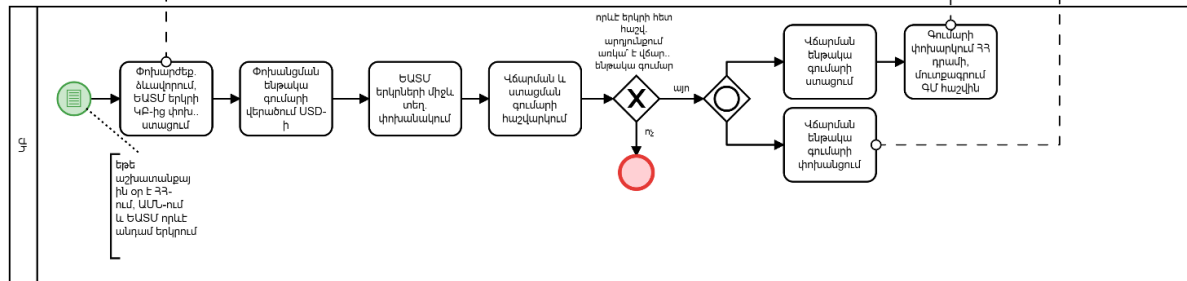 ԿԲ
եթե
աշխատանքայ
ին օր է ՀՀ-
ում, ԱՄՆ-ում
և ԵԱՏՄ որևէ
անդամ երկրում
Փոխարժեք.
ձևավորում,
ԵԱՏՄ երկրի
ԿԲ-ից փոխ..
ստացում
Փոխանցման
ենթակա
գումարի
վերածում ԱՄՆ
ԵԱՏՄ
երկրների միջև
տեղ.
փոխանակում
Վճարման և
ստացման
գումարի
հաշվարկում
որևէ երկրի հետ
հաշվ.
արդյունքում
առկա՞ է վճար..
ենթակա գումար
այո
ոչ
Վճարման
ենթակա
գումարի
ստացում
Գումարի
փոխարկում ՀՀ
դրամի,
մուտքագրում
ԳՄ հաշվին
Վճարման
ենթակա
գումարի
փոխանցում